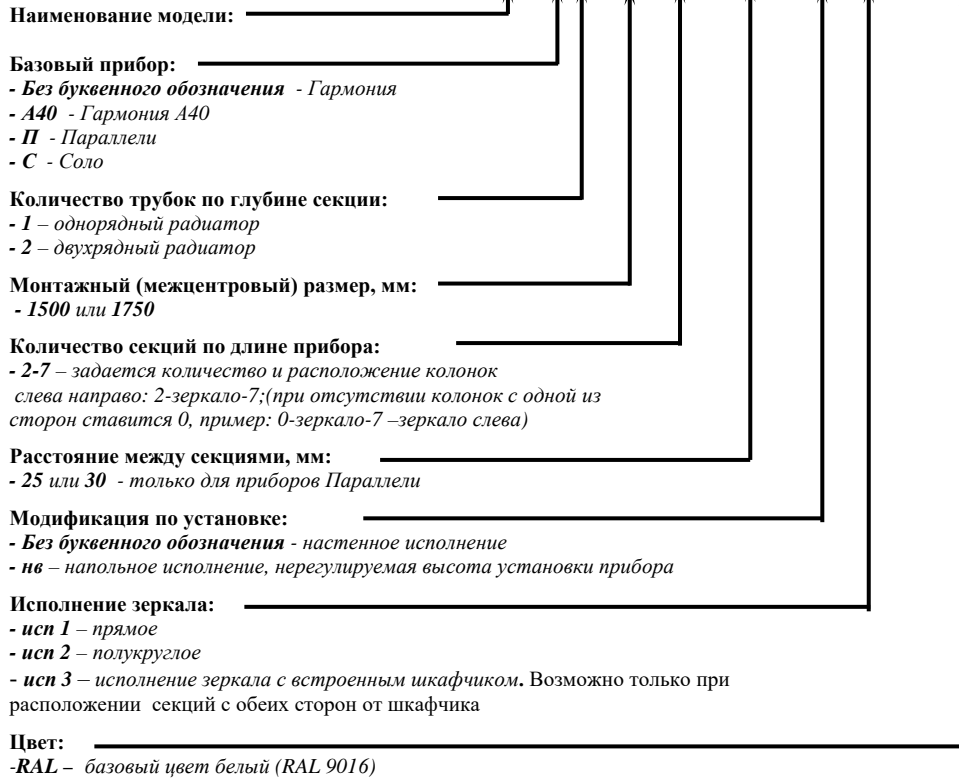 Наименование модели:
Базовый прибор:
- Без буквенного обозначения - Гармония
- А40 - Гармония А40
- П - Параллели
- С - Соло
Количество трубок по глубине секции:
- 1 – однорядный радиатор
- 2 – двухрядный радиатор
Монтажный (межцентровый) размер, мм:
- 1500 или 1750
Количество секций по длине прибора:
- 2-7 – задается количество и расположение колонок
слева направо: 2-зеркало-7;(при отсутствии колонок с одной из
сторон ставится 0, пример: 0-зеркало-7 –зеркало слева)
Расстояние между секциями, мм:
- 25 или 30 - только для приборов Параллели
Модификация по установке:
- Без буквенного обозначения - настенное исполнение
- нв – напольное исполнение, нерегулируемая высота установки прибора
Исполнение зеркала:
- исп 1 – прямое
- исп 2 – полукруглое
- исп 3 – исполнение зеркала с встроенным шкафчиком. Возможно только при
расположении секций с обеих сторон от шкафчика
Цвет:
-RAL – базовый цвет белый (RAL 9016)